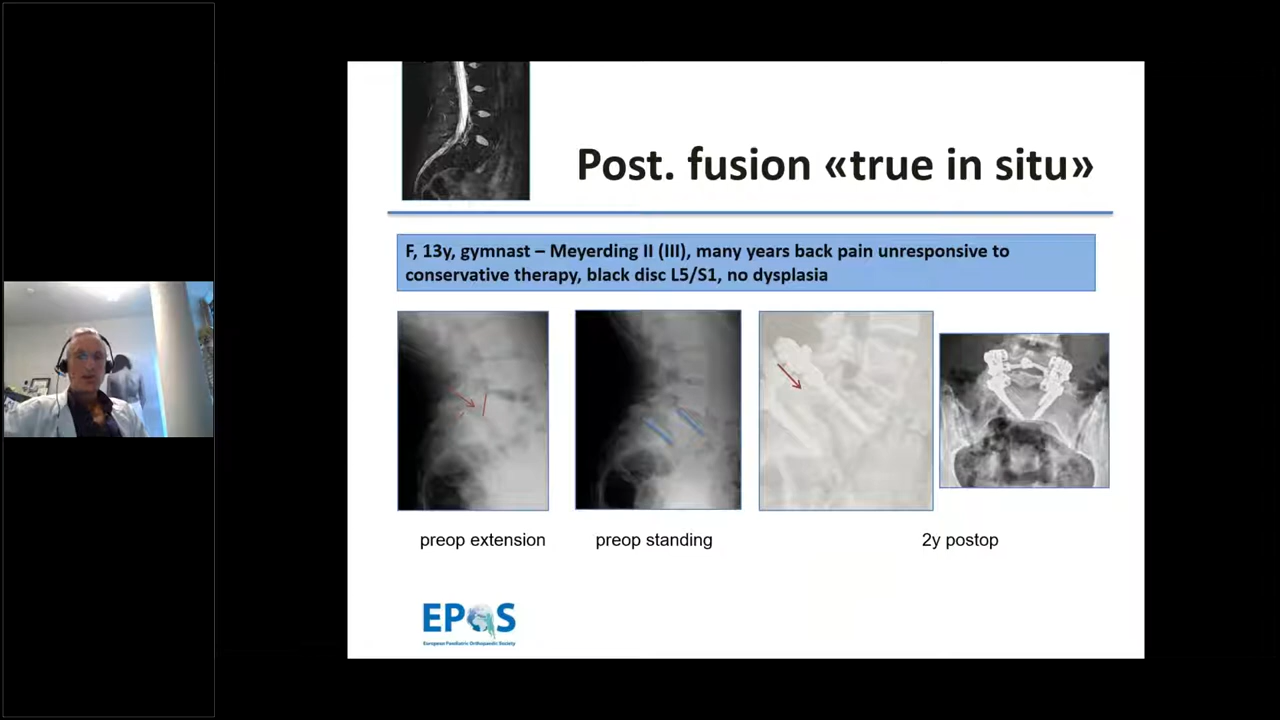 Post. fusion «true in situ»
F, 13y, gymnast – Meyerding II (III), many years back pain unresponsive to
conservative therapy, black disc L5/S1, no dysplasia
preop extension
preop standing
2y postop
EPOS
European Paediatric Orthopaedic Society